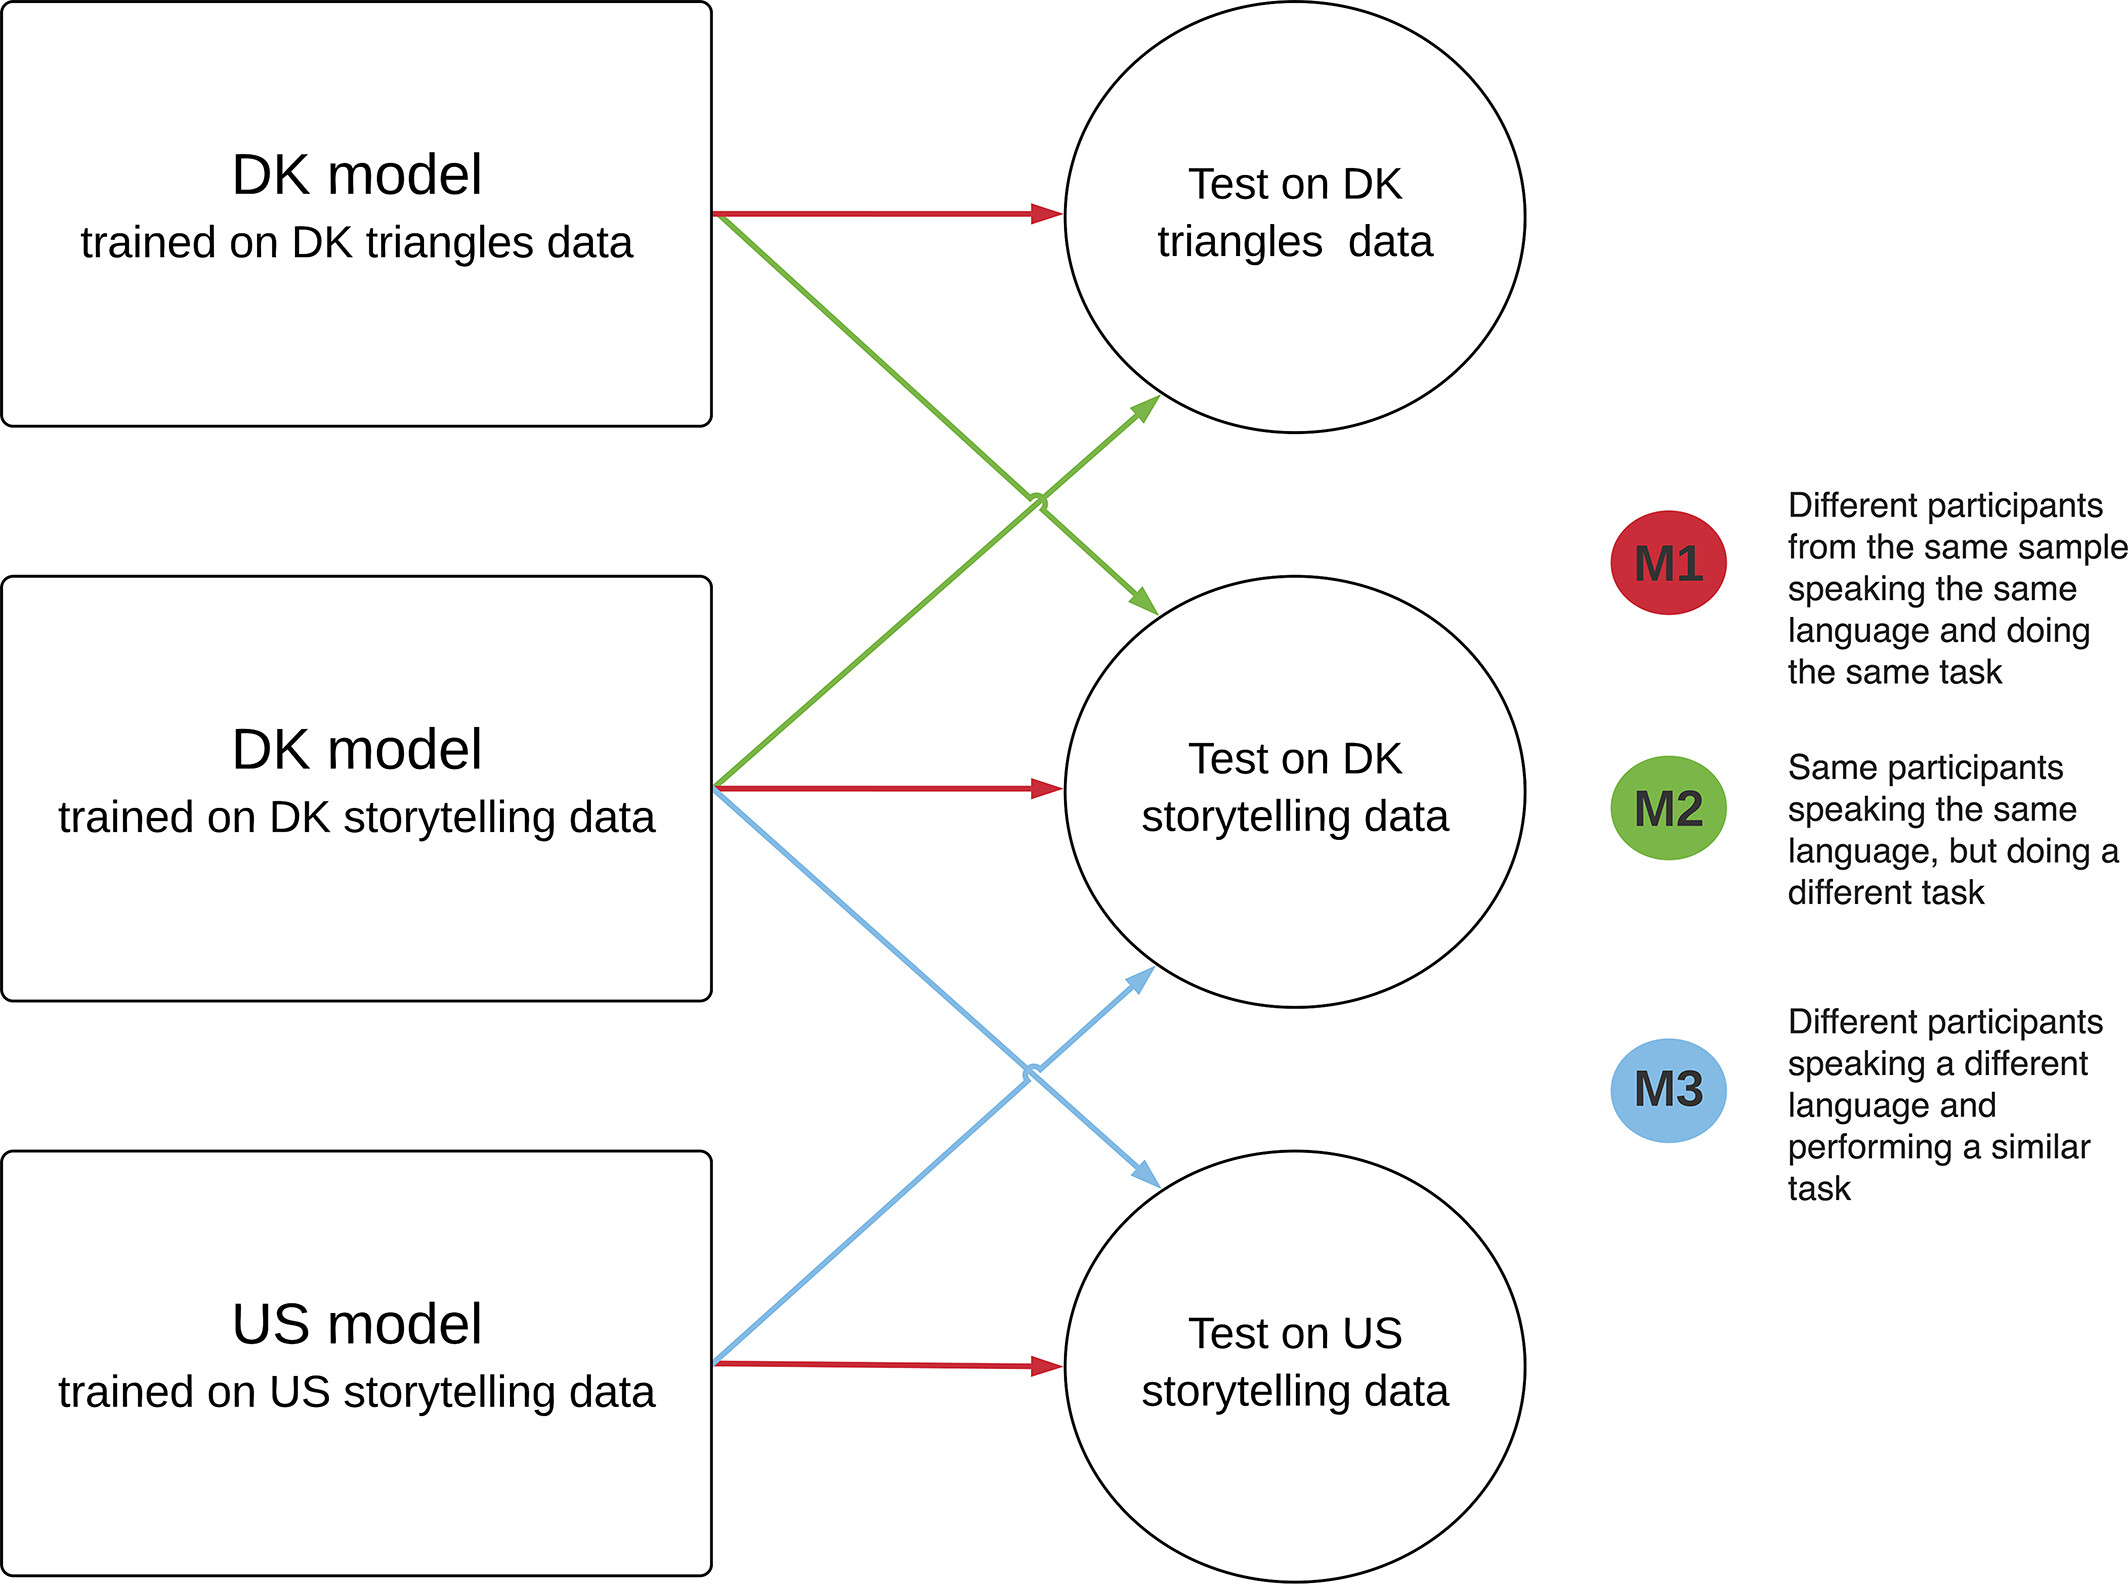 DK model
trained on DK triangles data
Test on DK
triangles data
DK model
trained on DK storytelling data
Test on DK
storytelling data
US model
trained on US storytelling data
Test on US
storytelling data
M1
Different participants
from the same sample
speaking the same
language and doing
the same task
M2
Same participants
speaking the same
language, but doing a
different task
M3
Different participants
speaking a different
language and
performing a similar
task